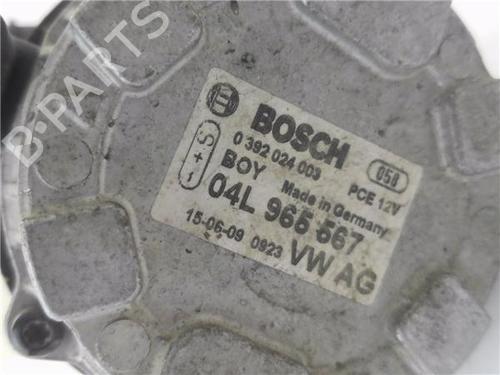 B-PARTS
BOSCH
0 392 024 003
058
- + S
BOY
PCE 12V
Made in Germany
04L 965 567
15-06-09 0923
VW AG